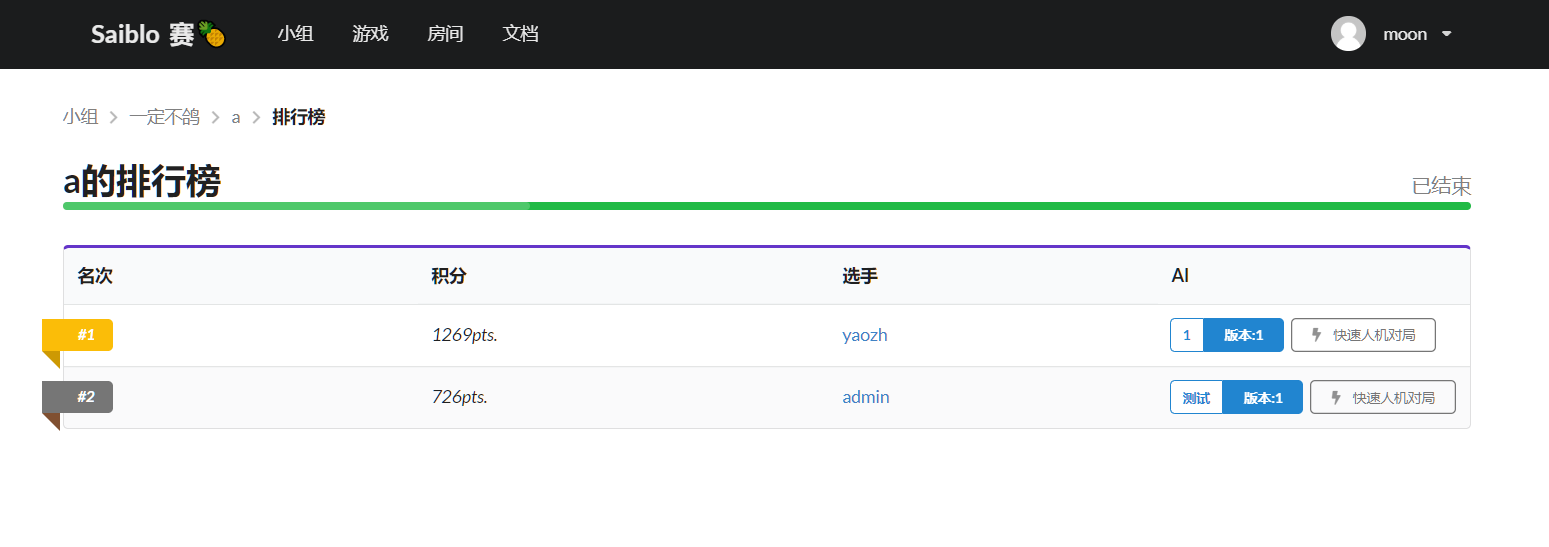 Saiblo 赛🍍 小组 游戏 房间 文档 moon
小组 > 一定不鸽 > a > 排行榜
a的排行榜 已结束
名次 积分 选手 AI
#1 1269pts. yaozh 1 版本:1 快速人机对局
#2 726pts. admin 测试 版本:1 快速人机对局